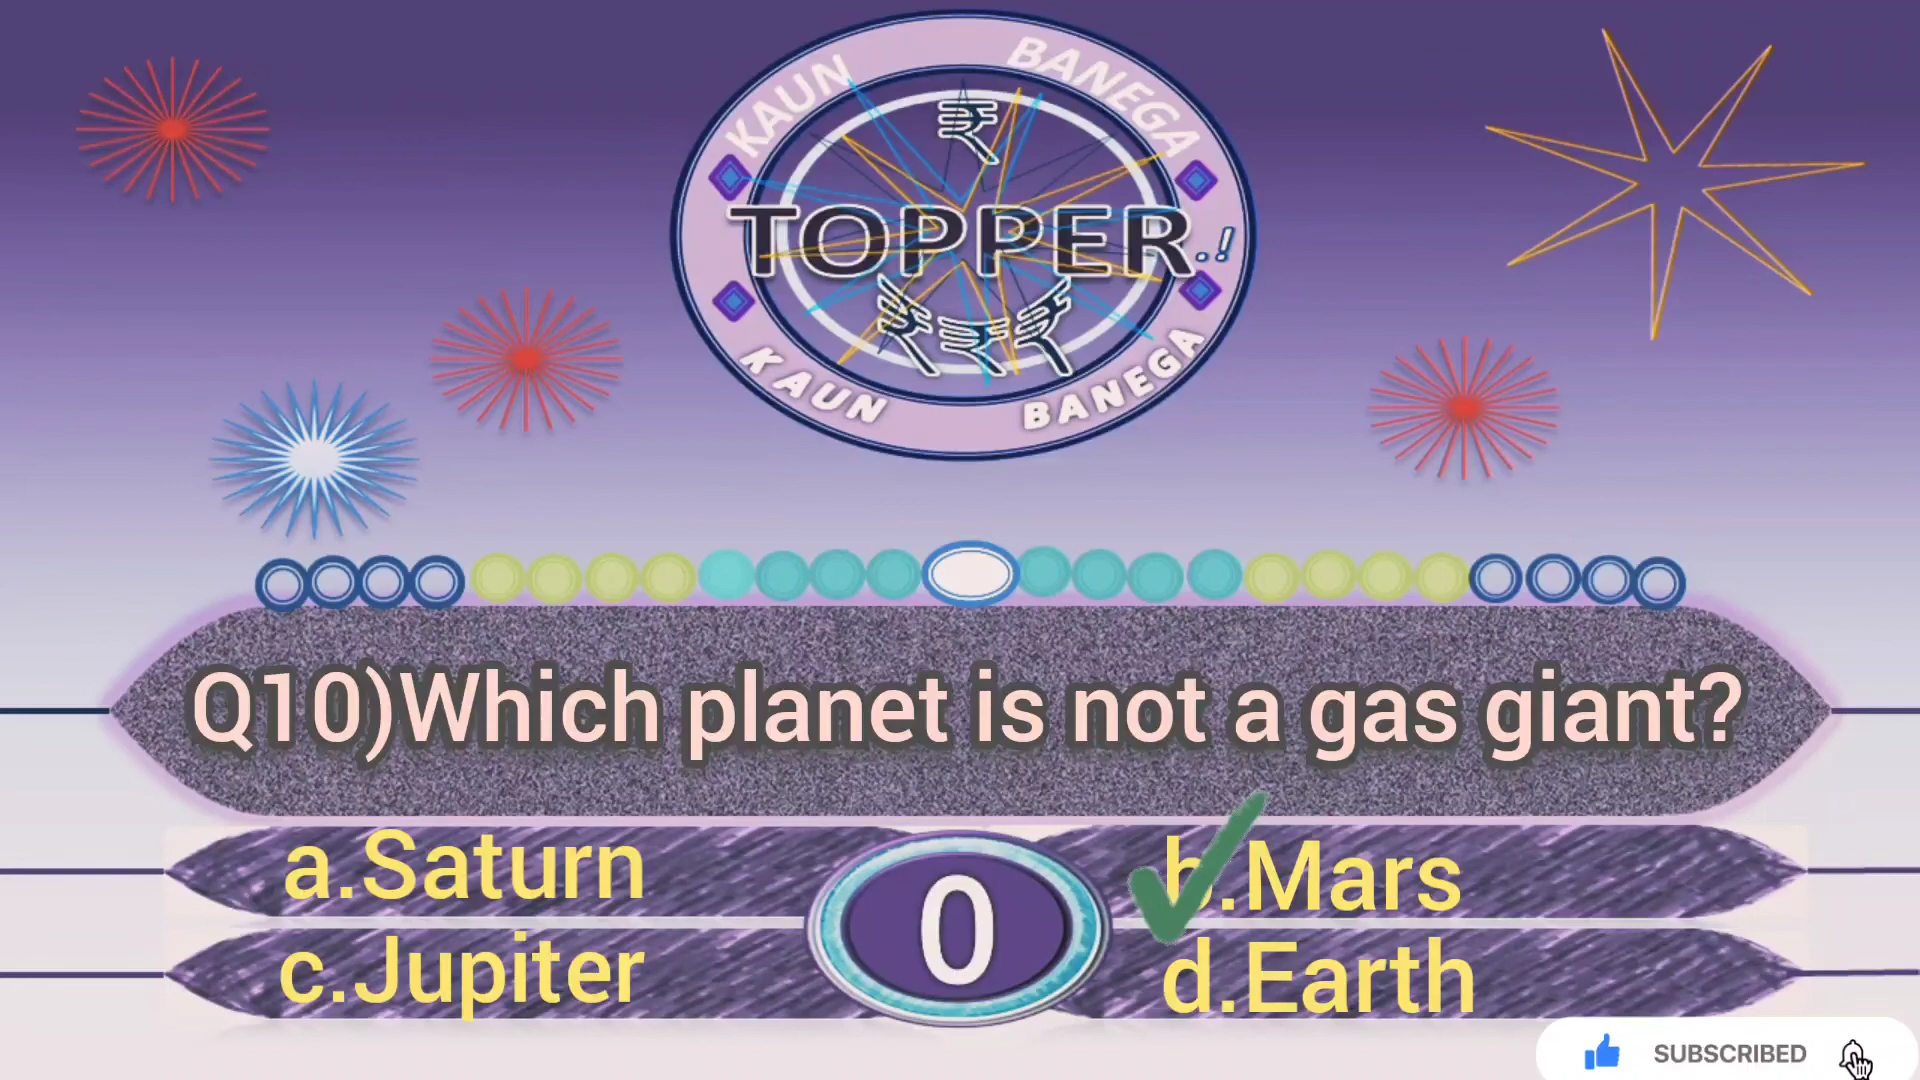 KAUN BANEGA
₹
TOPPER.!
₹₹₹
KAUN BANEGA
Q10)Which planet is not a gas giant?
a.Saturn
b.Mars
0
c.Jupiter
d.Earth
SUBSCRIBED